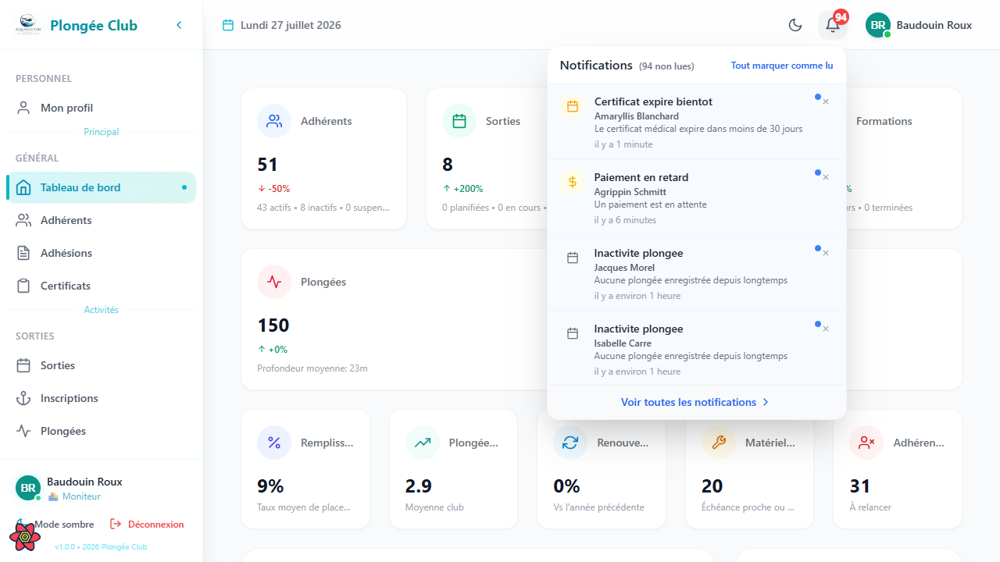 Plongée Club
PERSONNEL
Mon profil
Principal
GÉNÉRAL
Tableau de bord
Adhérents
Adhésions
Certificats
Activités
SORTIES
Sorties
Inscriptions
Plongées
BR
Baudouin Roux
Moniteur
Mode sombre
Déconnexion
v1.0.0 • 2026 Plongée Club
Lundi 27 juillet 2026
94
BR
Baudouin Roux
Notifications (94 non lues)
Tout marquer comme lu
Certificat expire bientot
Amaryllis Blanchard
Le certificat médical expire dans moins de 30 jours
il y a 1 minute
Paiement en retard
Agrippin Schmitt
Un paiement est en attente
il y a 6 minutes
Inactivite plongee
Jacques Morel
Aucune plongée enregistrée depuis longtemps
il y a environ 1 heure
Inactivite plongee
Isabelle Carre
Aucune plongée enregistrée depuis longtemps
il y a environ 1 heure
Voir toutes les notifications
Adhérents
51
-50%
43 actifs • 8 inactifs • 0 suspen...
Sorties
8
+200%
0 planifiées • 0 en cours •
Formations
%
rs • 0 terminées
Plongées
150
+0%
Profondeur moyenne: 23m
Rempliss...
9%
Taux moyen de place...
Plongée...
2.9
Moyenne club
Renouve...
0%
Vs l'année précédente
Matériel...
20
Échéance proche ou ...
Adhéren...
31
À relancer